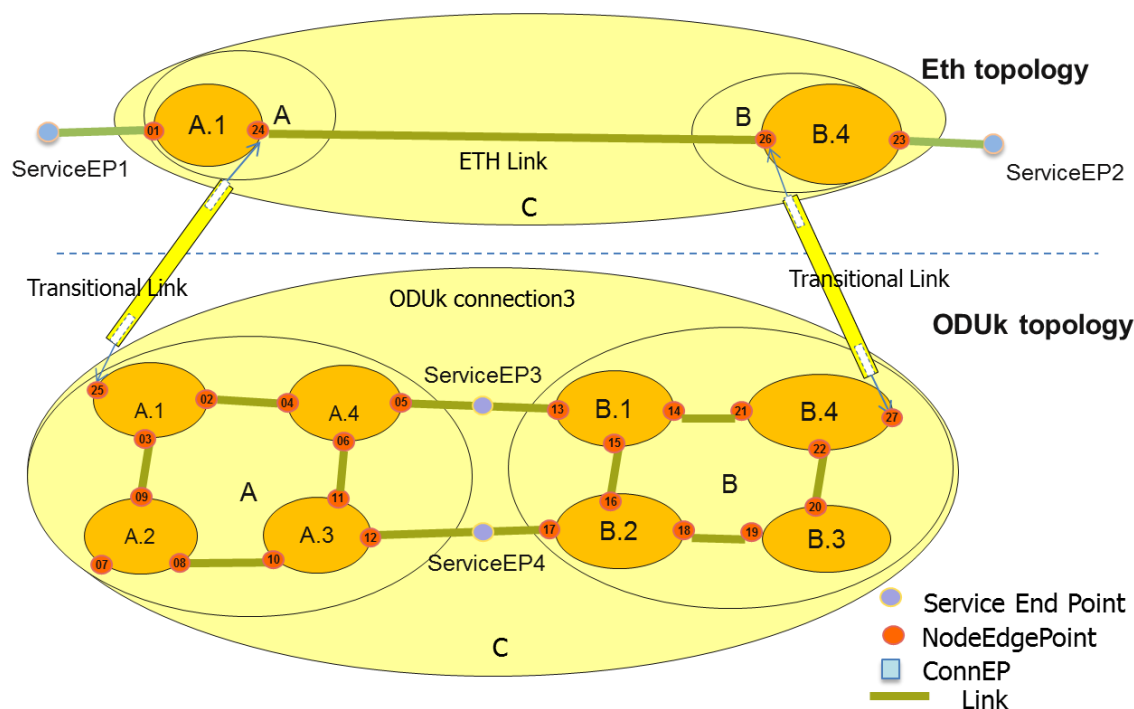 Eth topology
A.1
A
B
B.4
01
24
26
23
ServiceEP1
ETH Link
ServiceEP2
C
Transitional Link
Transitional Link
ODUk connection3
ODUk topology
ServiceEP3
25
A.1
02
04
A.4
05
13
B.1
14
21
B.4
27
03
06
15
22
A
B
09
11
16
20
A.2
A.3
12
17
B.2
18
19
B.3
07
08
10
ServiceEP4
C
Service End Point
NodeEdgePoint
ConnEP
Link